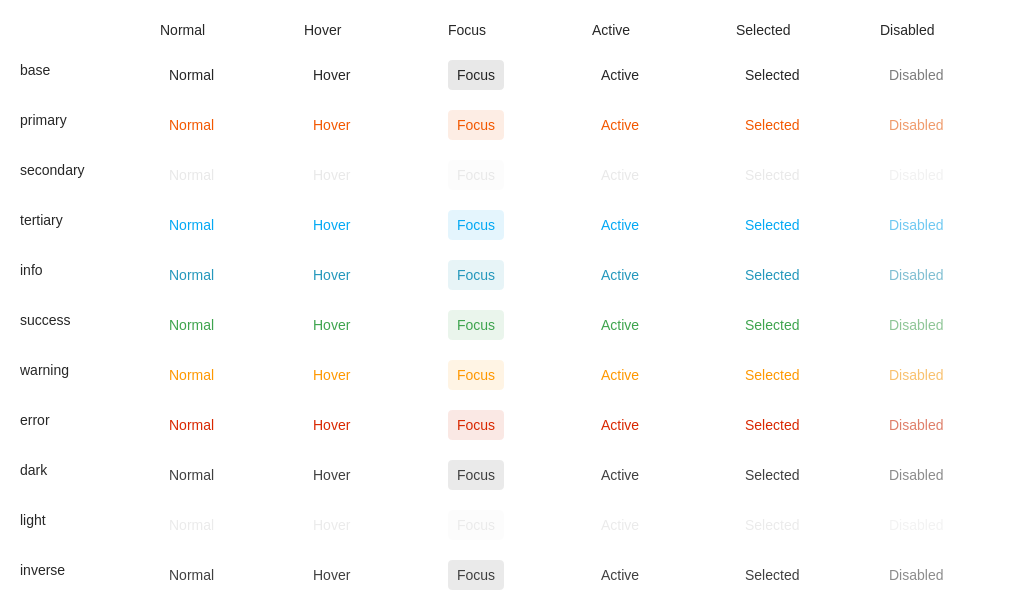 Normal Hover Focus Active Selected Disabled
base Normal Hover Focus Active Selected Disabled
primary Normal Hover Focus Active Selected Disabled
secondary Normal Hover Focus Active Selected Disabled
tertiary Normal Hover Focus Active Selected Disabled
info Normal Hover Focus Active Selected Disabled
success Normal Hover Focus Active Selected Disabled
warning Normal Hover Focus Active Selected Disabled
error Normal Hover Focus Active Selected Disabled
dark Normal Hover Focus Active Selected Disabled
light Normal Hover Focus Active Selected Disabled
inverse Normal Hover Focus Active Selected Disabled